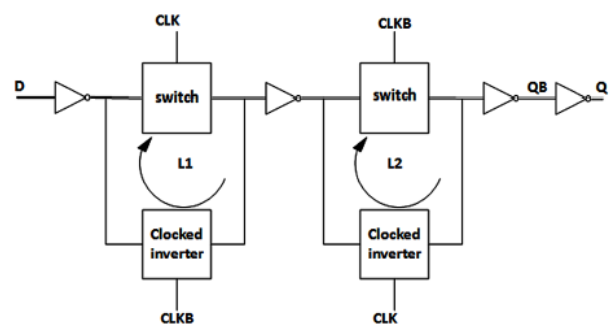 CLK
CLKB
D
switch
switch
QB
Q
L1
L2
Clocked
inverter
Clocked
inverter
CLKB
CLK